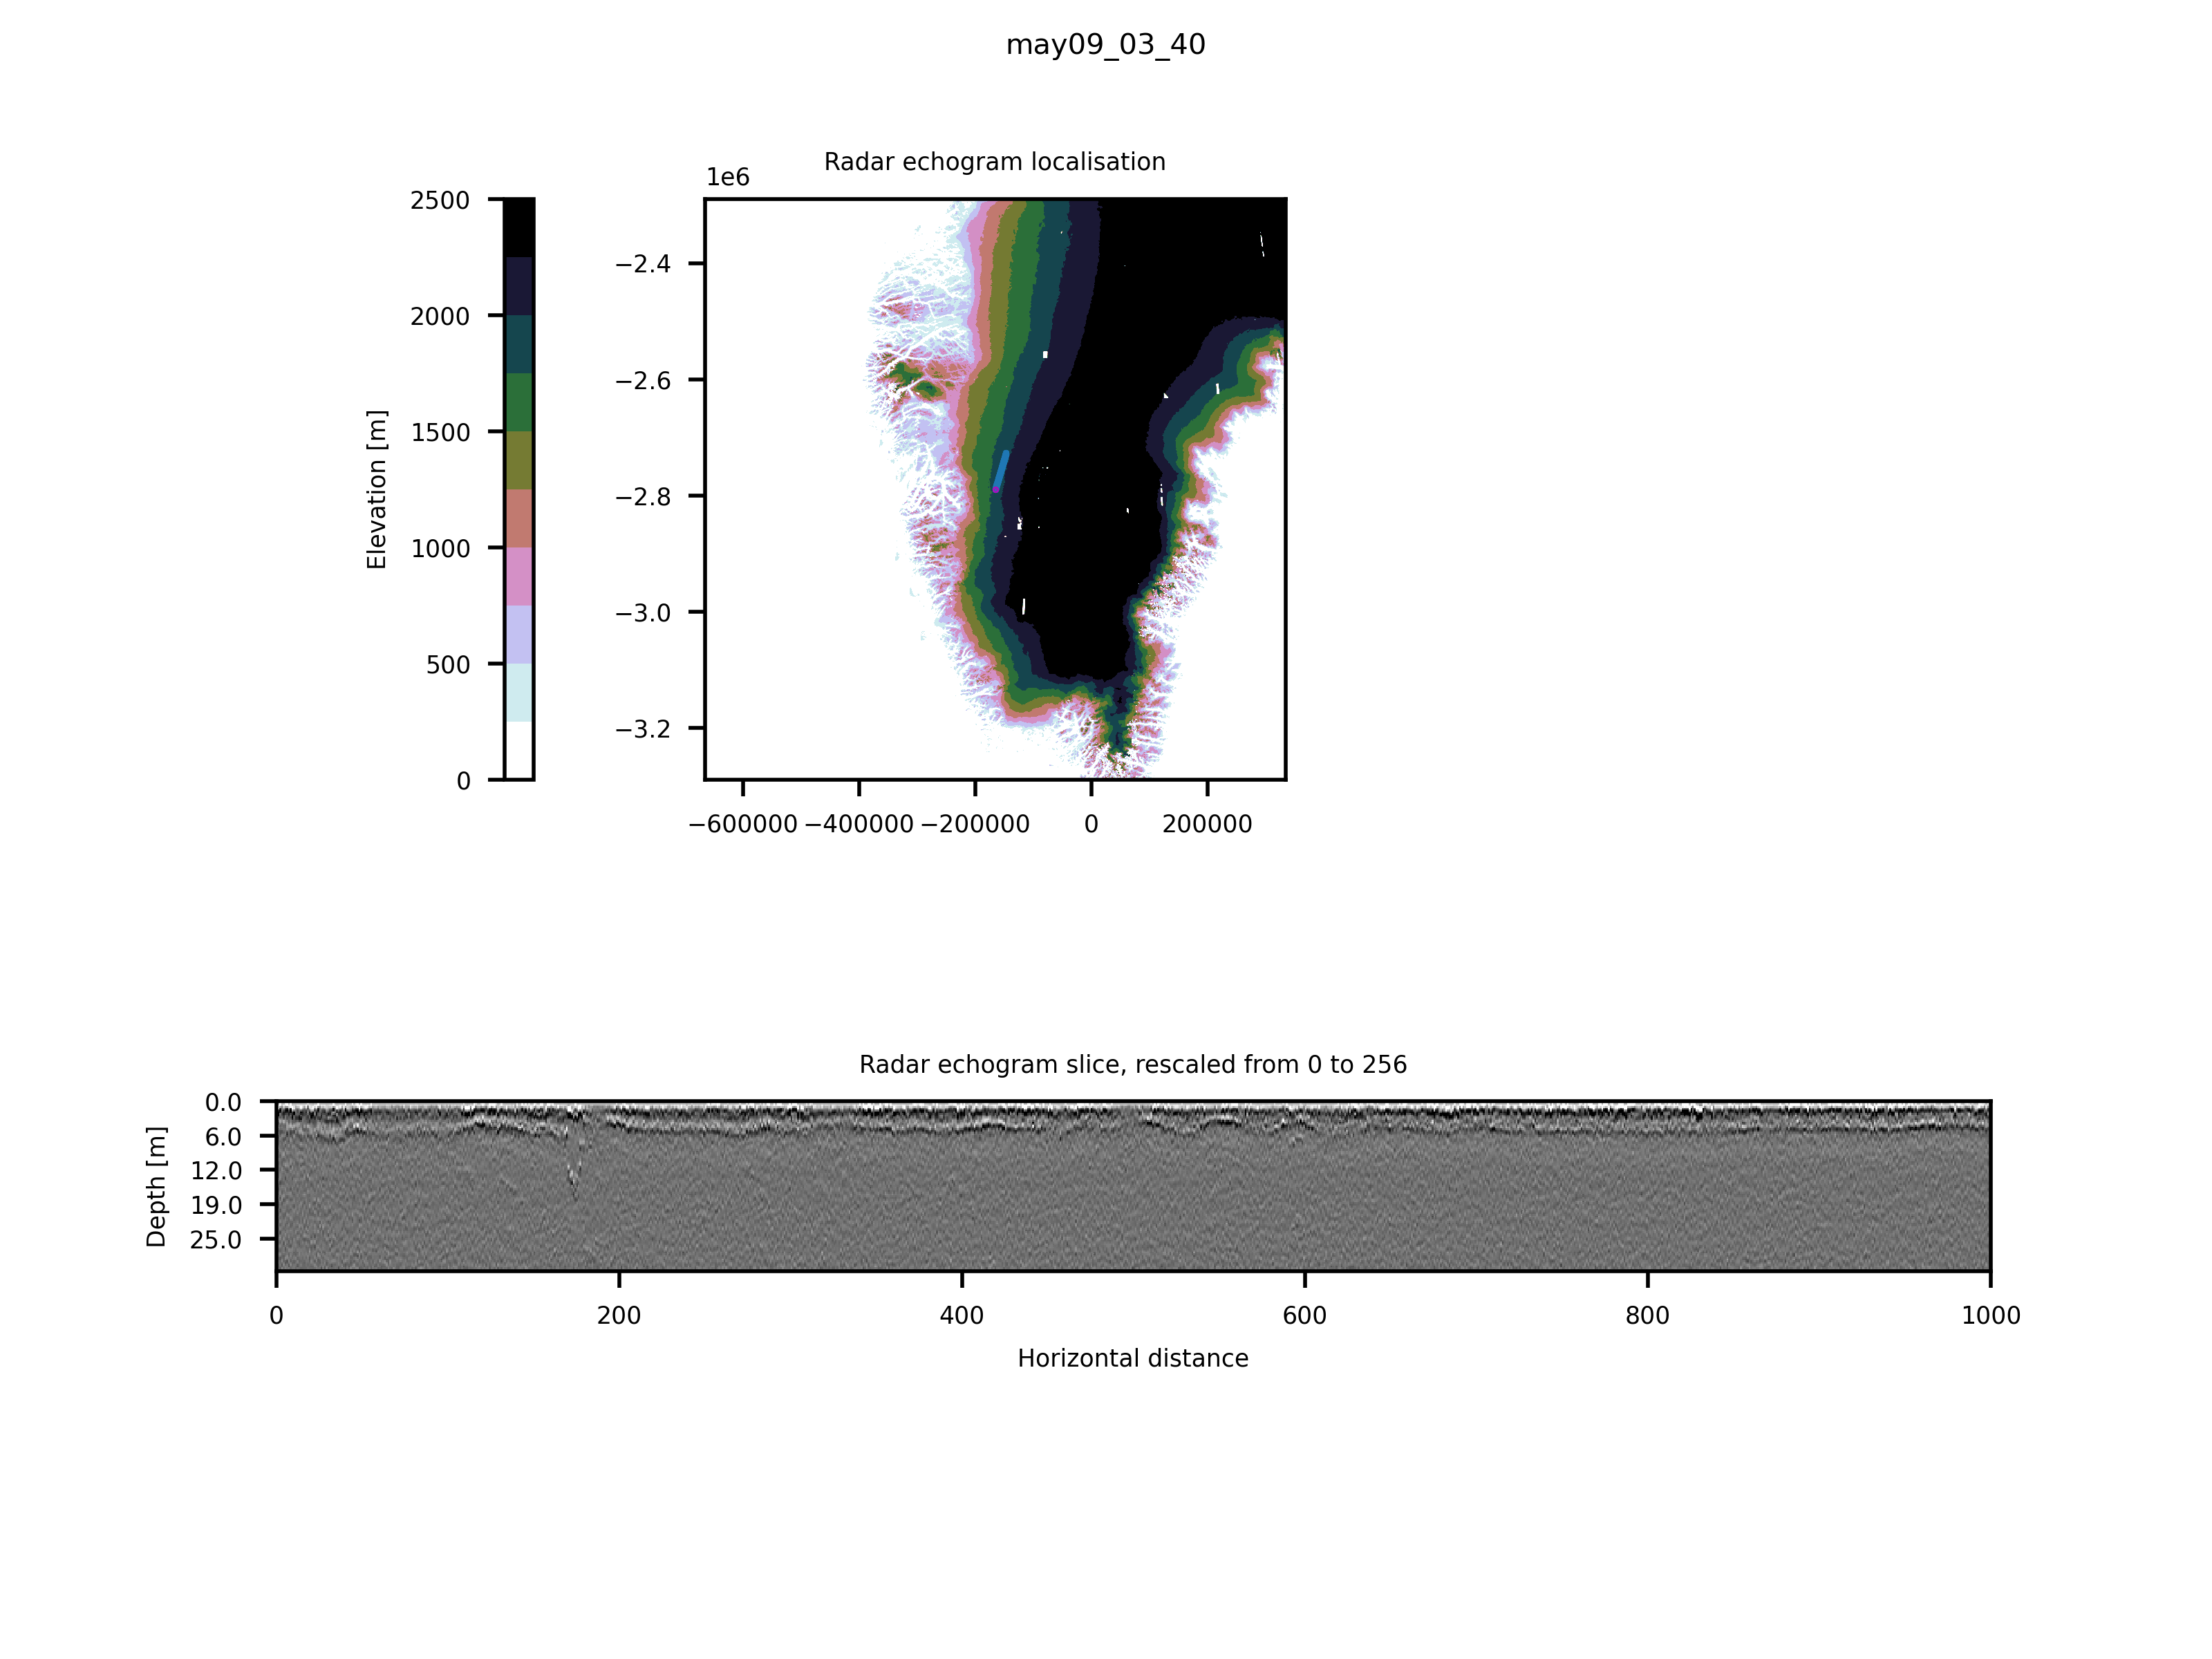 may09_03_40
Radar echogram localisation
1e6
2500
2000
1500
1000
500
0
Elevation [m]
−2.4
−2.6
−2.8
−3.0
−3.2
−600000 −400000 −200000 0 200000
Radar echogram slice, rescaled from 0 to 256
0.0
6.0
12.0
19.0
25.0
Depth [m]
0 200 400 600 800 1000
Horizontal distance